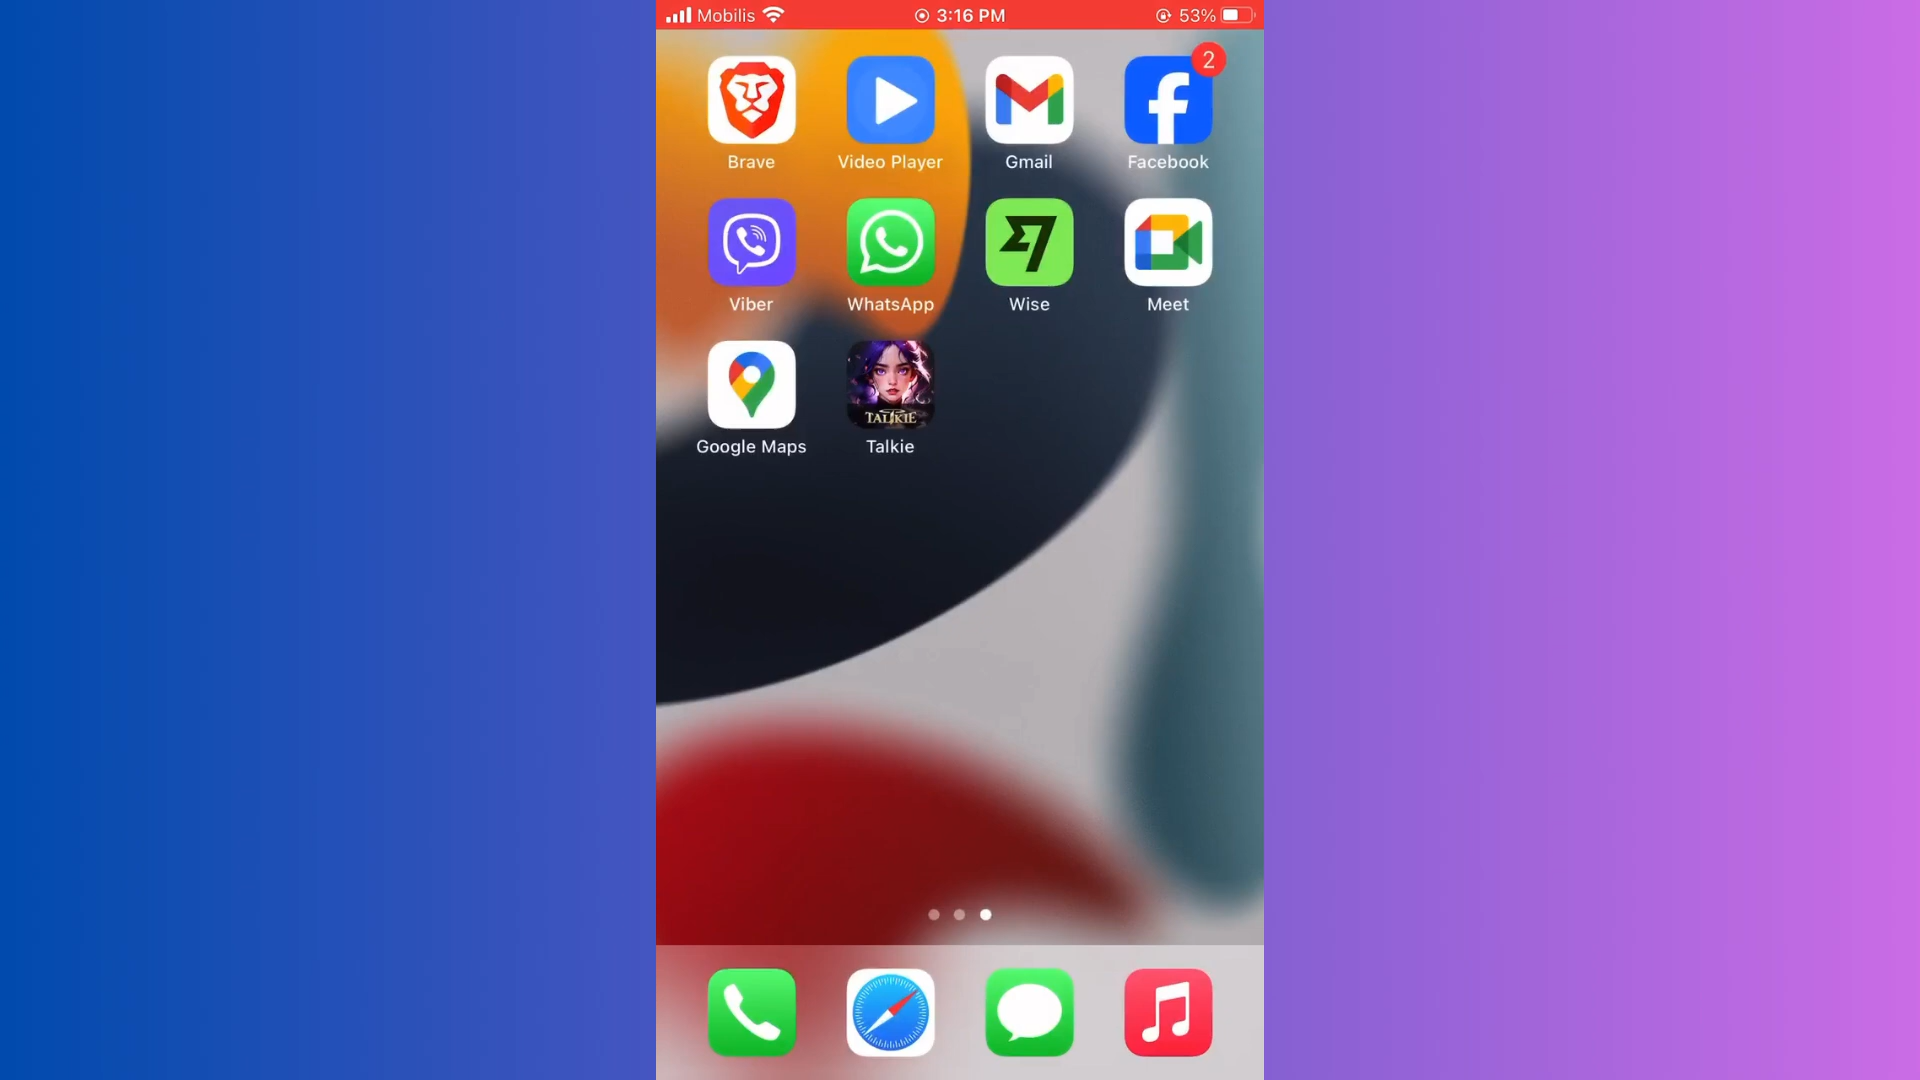 Mobilis 3:16 PM 53%
2
Brave Video Player Gmail Facebook
Viber WhatsApp Wise Meet
TALKIE
Google Maps Talkie